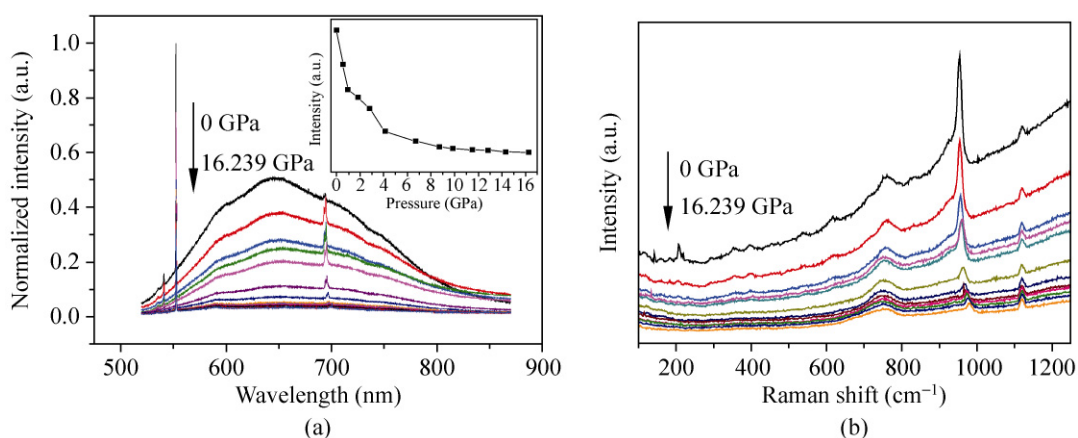 Normalized intensity (a.u.)
1.0
0.8
0.6
0.4
0.2
0.0
500 600 700 800 900
Wavelength (nm)
0 GPa
16.239 GPa
Intensity (a.u.)
0 2 4 6 8 10 12 14 16
Pressure (GPa)
(a)
Intensity (a.u.)
0 GPa
16.239 GPa
200 400 600 800 1000 1200
Raman shift (cm⁻¹)
(b)